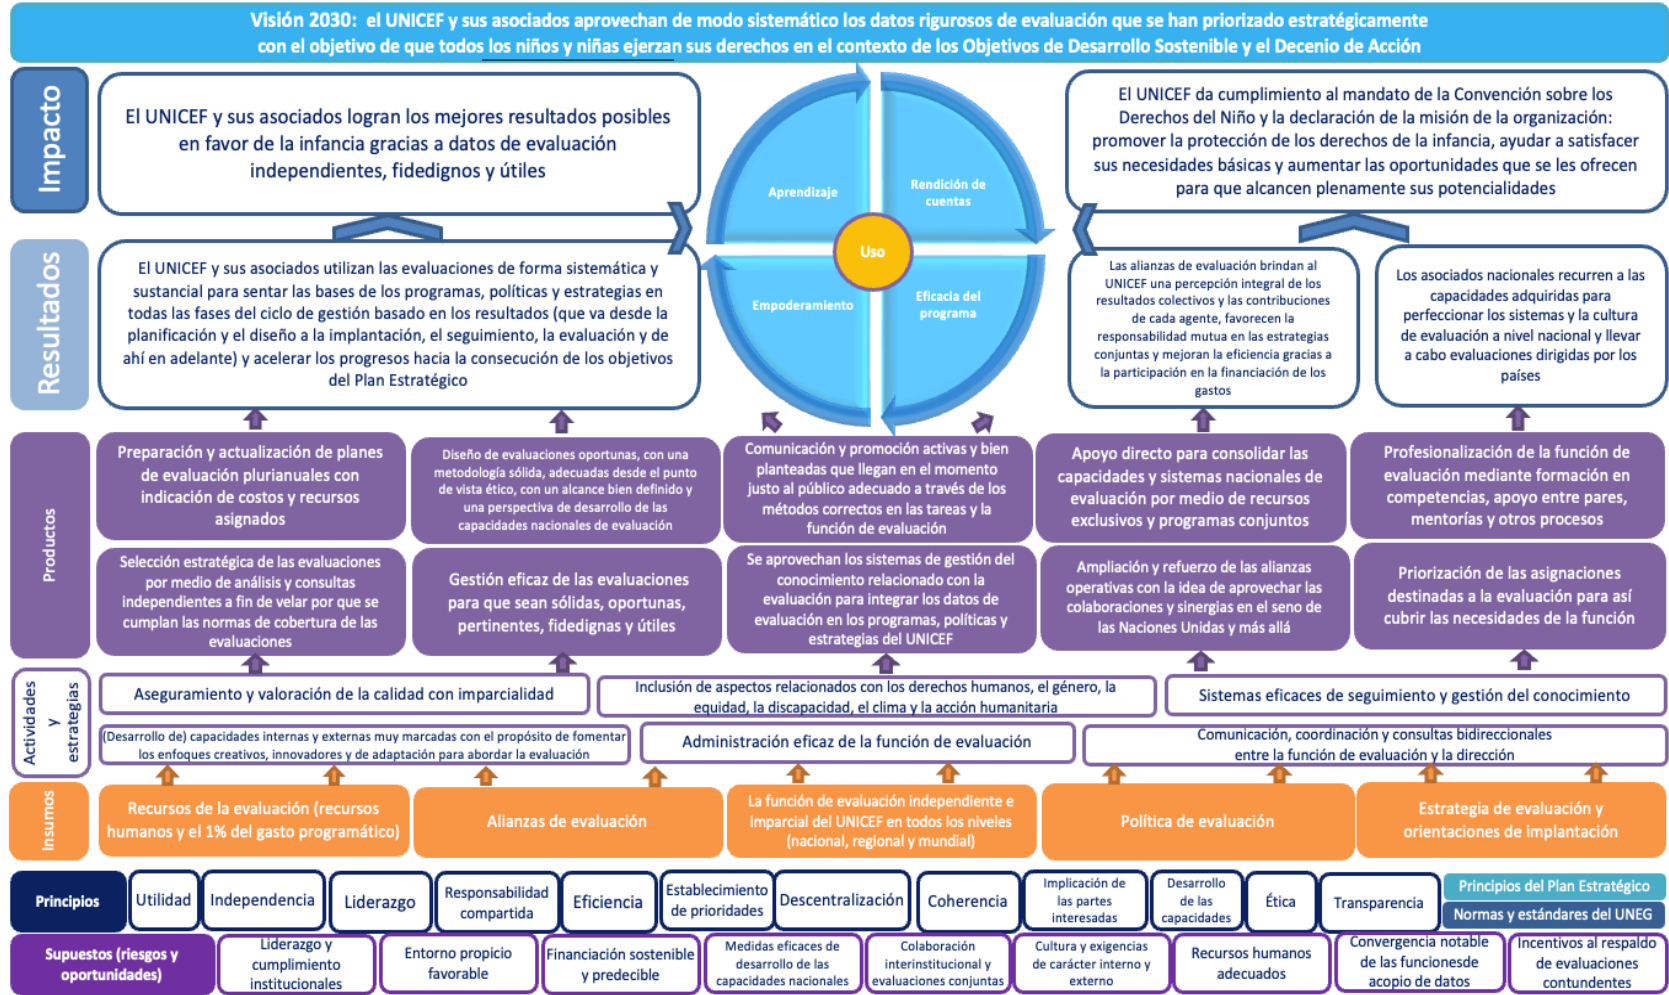 Visión 2030: el UNICEF y sus asociados aprovechan de modo sistemático los datos rigurosos de evaluación que se han priorizado estratégicamente
con el objetivo de que todos los niños y niñas ejerzan sus derechos en el contexto de los Objetivos de Desarrollo Sostenible y el Decenio de Acción
Impacto
El UNICEF y sus asociados logran los mejores resultados posibles
en favor de la infancia gracias a datos de evaluación
independientes, fidedignos y útiles
Aprendizaje
Rendición de
cuentas
Uso
Empoderamiento
Eficacia del
programa
El UNICEF da cumplimiento al mandato de la Convención sobre los
Derechos del Niño y la declaración de la misión de la organización:
promover la protección de los derechos de la infancia, ayudar a satisfacer
sus necesidades básicas y aumentar las oportunidades que se les ofrecen
para que alcancen plenamente sus potencialidades
Resultados
El UNICEF y sus asociados utilizan las evaluaciones de forma sistemática y
sustancial para sentar las bases de los programas, políticas y estrategias en
todas las fases del ciclo de gestión basado en los resultados (que va desde la
planificación y el diseño a la implantación, el seguimiento, la evaluación y de
ahí en adelante) y acelerar los progresos hacia la consecución de los objetivos
del Plan Estratégico
Las alianzas de evaluación brindan al
UNICEF una percepción integral de los
resultados colectivos y las contribuciones
de cada agente, favorecen la
responsabilidad mutua en las estrategias
conjuntas y mejoran la eficiencia gracias a
la participación en la financiación de los
gastos
Los asociados nacionales recurren a las
capacidades adquiridas para
perfeccionar los sistemas y la cultura
de evaluación a nivel nacional y llevar
a cabo evaluaciones dirigidas por los
países
Productos
Preparación y actualización de planes
de evaluación plurianuales con
indicación de costos y recursos
asignados
Diseño de evaluaciones oportunas, con una
metodología sólida, adecuadas desde el punto
de vista ético, con un alcance bien definido y
una perspectiva de desarrollo de las
capacidades nacionales de evaluación
Comunicación y promoción activas y bien
planteadas que llegan en el momento
justo al público adecuado a través de los
métodos correctos en las tareas y la
función de evaluación
Apoyo directo para consolidar las
capacidades y sistemas nacionales de
evaluación por medio de recursos
exclusivos y programas conjuntos
Profesionalización de la función de
evaluación mediante formación en
competencias, apoyo entre pares,
mentorías y otros procesos
Selección estratégica de las evaluaciones
por medio de análisis y consultas
independientes a fin de velar por que se
cumplan las normas de cobertura de las
evaluaciones
Gestión eficaz de las evaluaciones
para que sean sólidas, oportunas,
pertinentes, fidedignas y útiles
Se aprovechan los sistemas de gestión del
conocimiento relacionado con la
evaluación para integrar los datos de
evaluación en los programas, políticas y
estrategias del UNICEF
Ampliación y refuerzo de las alianzas
operativas con la idea de aprovechar las
colaboraciones y sinergias en el seno de
las Naciones Unidas y más allá
Priorización de las asignaciones
destinadas a la evaluación para así
cubrir las necesidades de la función
Actividades
y
estrategias
Aseguramiento y valoración de la calidad con imparcialidad
Inclusión de aspectos relacionados con los derechos humanos, el género, la
equidad, la discapacidad, el clima y la acción humanitaria
Sistemas eficaces de seguimiento y gestión del conocimiento
(Desarrollo de) capacidades internas y externas muy marcadas con el propósito de fomentar
los enfoques creativos, innovadores y de adaptación para abordar la evaluación
Administración eficaz de la función de evaluación
Comunicación, coordinación y consultas bidireccionales
entre la función de evaluación y la dirección
Insumos
Recursos de la evaluación (recursos
humanos y el 1% del gasto programático)
Alianzas de evaluación
La función de evaluación independiente e
imparcial del UNICEF en todos los niveles
(nacional, regional y mundial)
Política de evaluación
Estrategia de evaluación y
orientaciones de implantación
Principios
Utilidad
Independencia
Liderazgo
Responsabilidad
compartida
Eficiencia
Establecimiento
de prioridades
Descentralización
Coherencia
Implicación de
las partes
interesadas
Desarrollo
de las
capacidades
Ética
Transparencia
Principios del Plan Estratégico
Normas y estándares del UNEG
Supuestos (riesgos y
oportunidades)
Liderazgo y
cumplimiento
institucionales
Entorno propicio
favorable
Financiación sostenible
y predecible
Medidas eficaces de
desarrollo de las
capacidades nacionales
Colaboración
interinstitucional y
evaluaciones conjuntas
Cultura y exigencias
de carácter interno y
externo
Recursos humanos
adecuados
Convergencia notable
de las funcionesde
acopio de datos
Incentivos al respaldo
de evaluaciones
contundentes